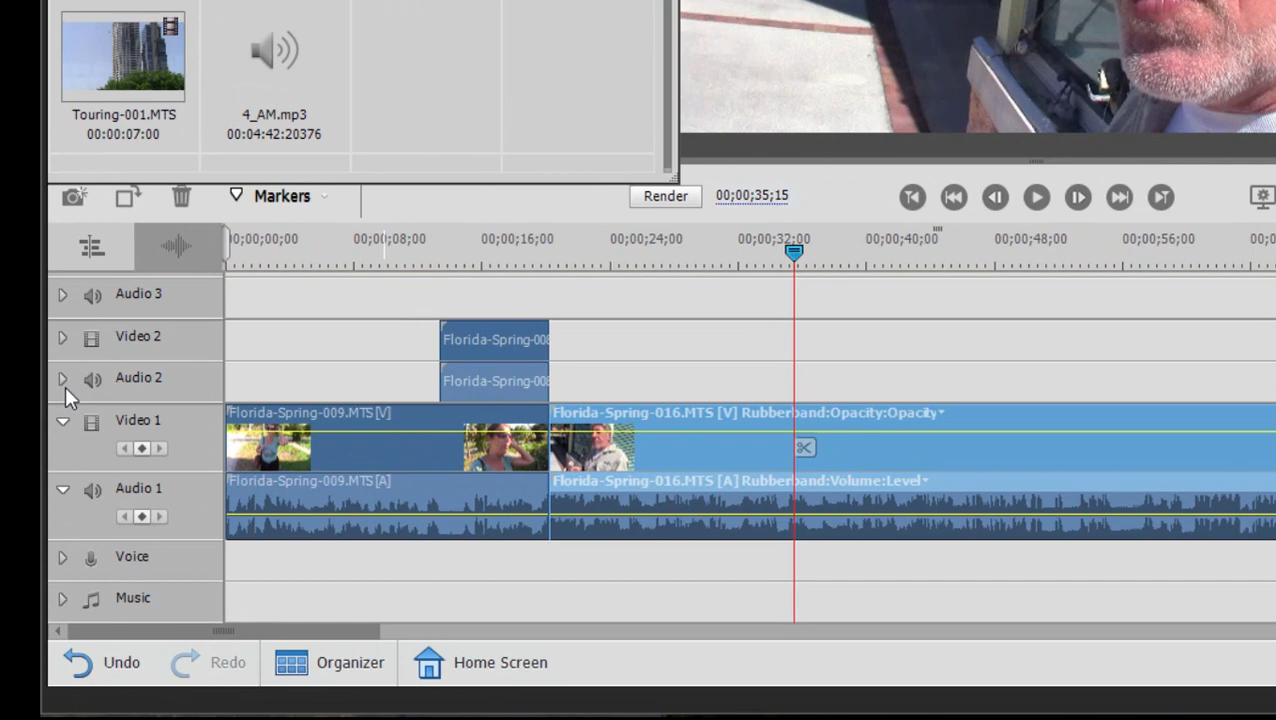 Touring-001.MTS
00:00:07:00
4_AM.mp3
00:04:42:20376
Markers
Render
00;00;35;15
00;00;00;00
00;00;08;00
00;00;16;00
00;00;24;00
00;00;32;00
00;00;40;00
00;00;48;00
00;00;56;00
00;0
Audio 3
Video 2
Florida-Spring-008
Audio 2
Florida-Spring-008
Video 1
Florida-Spring-009.MTS[V]
Florida-Spring-016.MTS [V] Rubberband:Opacity:Opacity
Audio 1
Florida-Spring-009.MTS[A]
Florida-Spring-016.MTS [A] Rubberband:Volume:Level
Voice
Music
Undo
Redo
Organizer
Home Screen